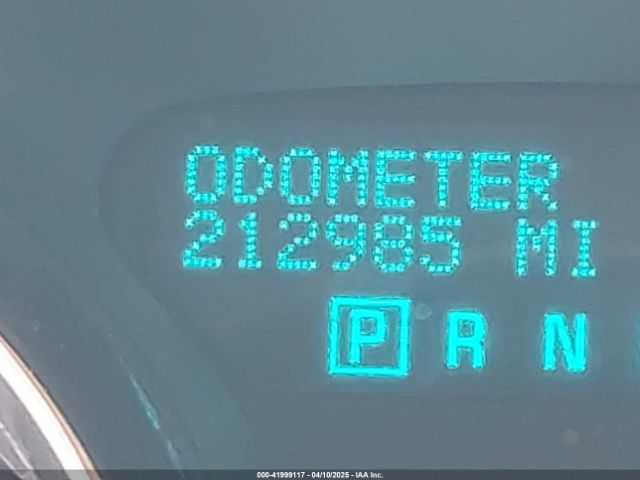 ODOMETER
212985 MI
P R N
000-41999117 - 04/10/2025 - IAA Inc.